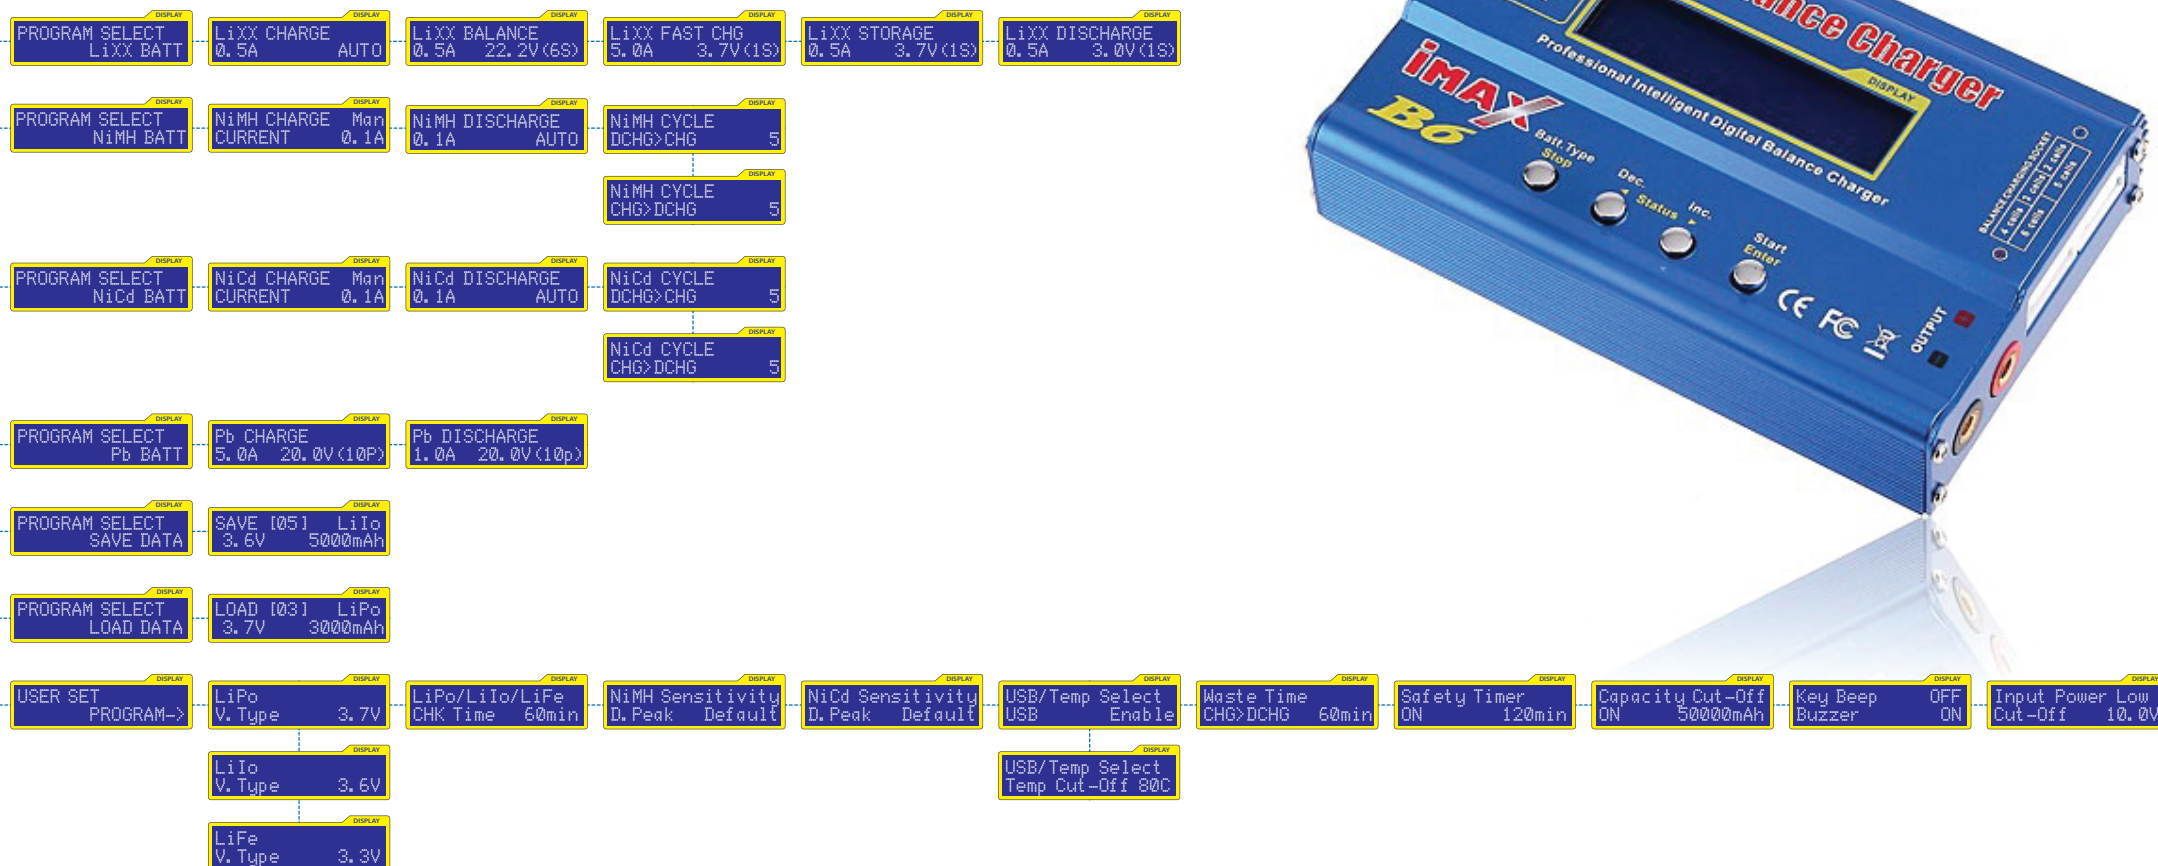 DISPLAY
PROGRAM SELECT
LiXX BATT
DISPLAY
LiXX CHARGE
0.5A AUTO
DISPLAY
LiXX BALANCE
0.5A 22.2V(6S)
DISPLAY
LiXX FAST CHG
5.0A 3.7V(1S)
DISPLAY
LiXX STORAGE
0.5A 3.7V(1S)
DISPLAY
LiXX DISCHARGE
0.5A 3.0V(1S)
DISPLAY
PROGRAM SELECT
NiMH BATT
DISPLAY
NiMH CHARGE Man
CURRENT 0.1A
DISPLAY
NiMH DISCHARGE
0.1A AUTO
DISPLAY
NiMH CYCLE
DCHG>CHG 5
DISPLAY
NiMH CYCLE
CHG>DCHG 5
DISPLAY
PROGRAM SELECT
NiCd BATT
DISPLAY
NiCd CHARGE Man
CURRENT 0.1A
DISPLAY
NiCd DISCHARGE
0.1A AUTO
DISPLAY
NiCd CYCLE
DCHG>CHG 5
DISPLAY
NiCd CYCLE
CHG>DCHG 5
DISPLAY
PROGRAM SELECT
Pb BATT
DISPLAY
Pb CHARGE
5.0A 20.0V(10P)
DISPLAY
Pb DISCHARGE
1.0A 20.0V(10p)
DISPLAY
PROGRAM SELECT
SAVE DATA
DISPLAY
SAVE [05] LiIo
3.6V 5000mAh
DISPLAY
PROGRAM SELECT
LOAD DATA
DISPLAY
LOAD [03] LiPo
3.7V 3000mAh
DISPLAY
USER SET
PROGRAM->
DISPLAY
LiPo
V.Type 3.7V
DISPLAY
LiIo
V.Type 3.6V
DISPLAY
LiFe
V.Type 3.3V
DISPLAY
LiPo/LiIo/LiFe
CHK Time 60min
DISPLAY
NiMH Sensitivity
D.Peak Default
DISPLAY
NiCd Sensitivity
D.Peak Default
DISPLAY
USB/Temp Select
USB Enable
DISPLAY
USB/Temp Select
Temp Cut-Off 80C
DISPLAY
Waste Time
CHG>DCHG 60min
DISPLAY
Safety Timer
ON 120min
DISPLAY
Capacity Cut-Off
ON 50000mAh
DISPLAY
Key Beep OFF
Buzzer ON
DISPLAY
Input Power Low
Cut-Off 10.0V
Charger
DISPLAY
iMAX
B6
Professional Intelligent Digital Balance Charger
Batt.Type
Stop
Dec.
Status
Inc.
Start
Enter
CE FC
OUTPUT
BALANCE CHARGING SOCKET
4 cells 3 cells 2 cells
6 cells 5 cells